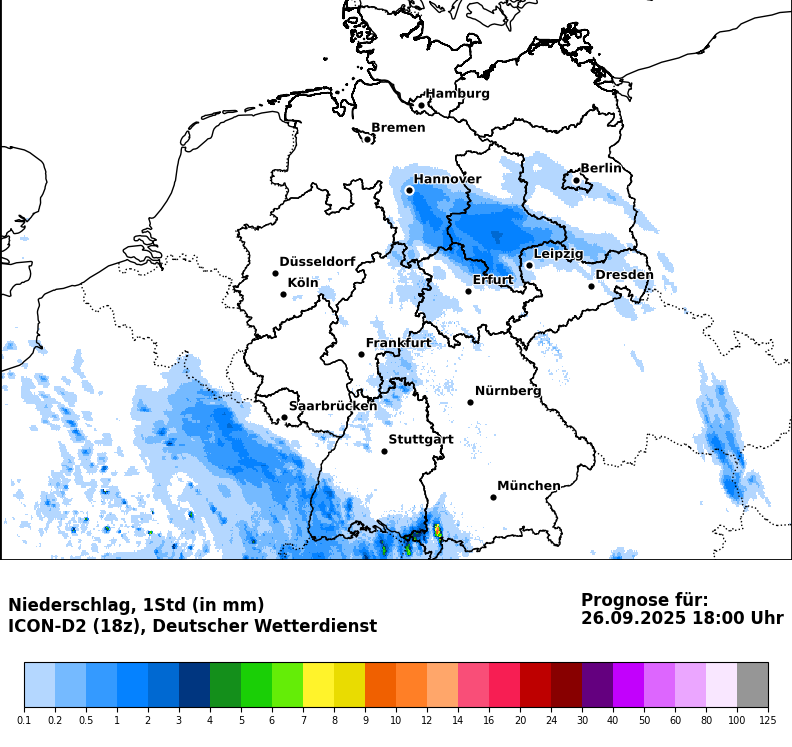 Hamburg
Bremen
Berlin
Hannover
Leipzig
Düsseldorf
Dresden
Köln
Erfurt
Frankfurt
Nürnberg
Saarbrücken
Stuttgart
München
Niederschlag, 1Std (in mm)
ICON-D2 (18z), Deutscher Wetterdienst
Prognose für:
26.09.2025 18:00 Uhr
0.1 0.2 0.5 1 2 3 4 5 6 7 8 9 10 12 14 16 20 24 30 40 50 60 80 100 125